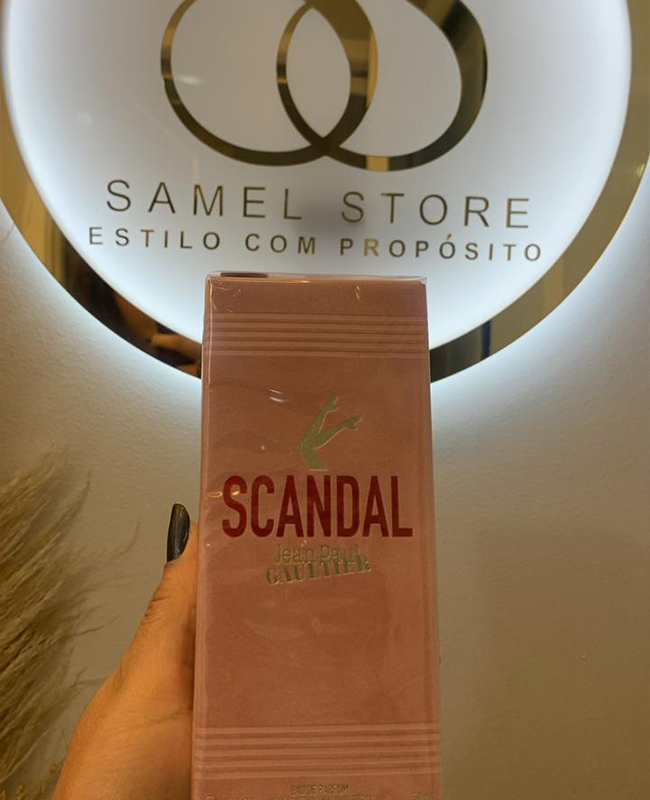 SAMEL STORE
ESTILO COM PROPÓSITO
SCANDAL
Jean Paul
GAULTIER
EAU DE PARFUM